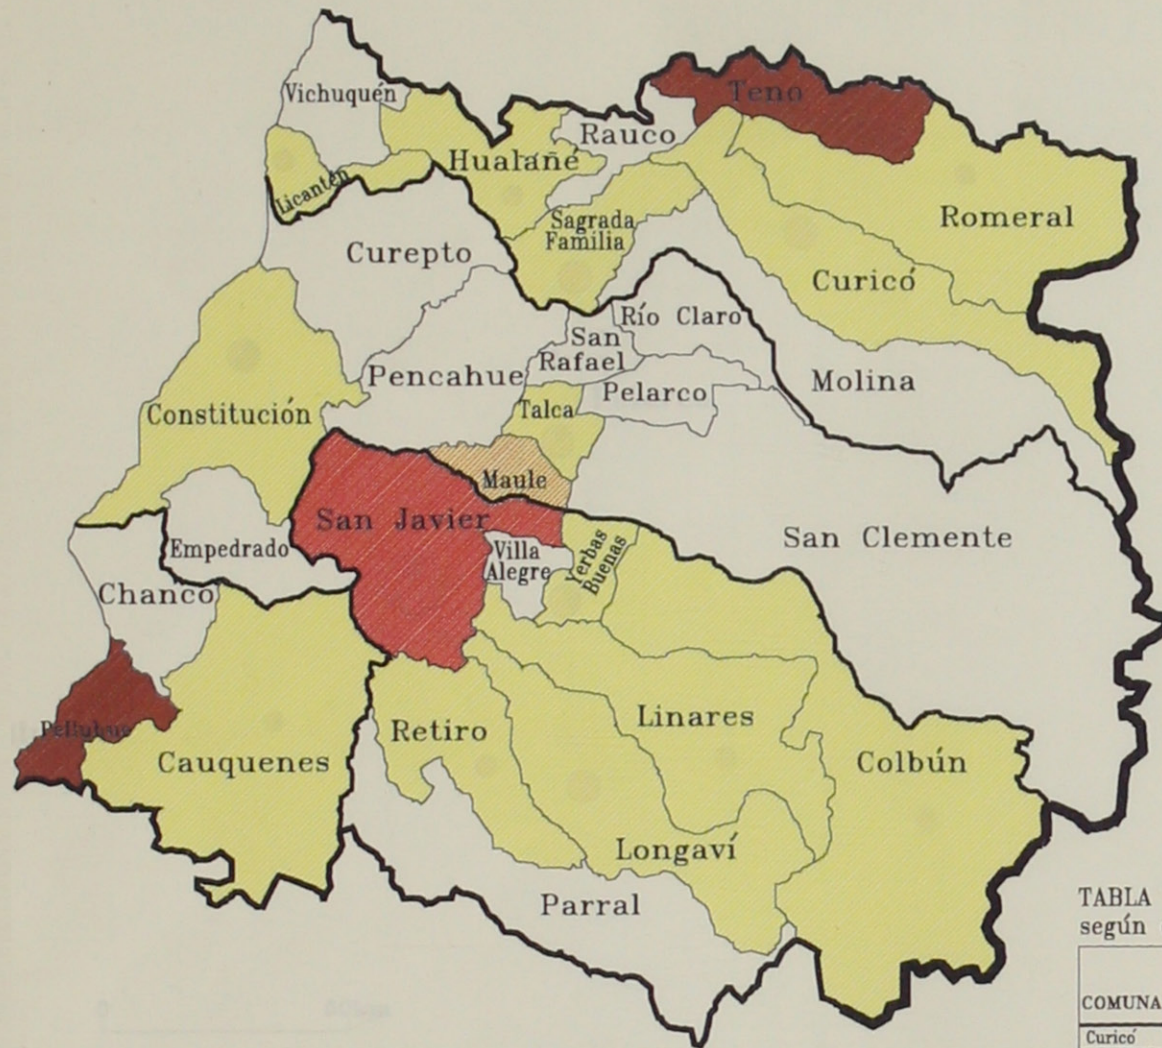 Vichuquén
Teno
Rauco
Hualañé
Licantén
Romeral
Sagrada
Familia
Curepto
Curicó
Río Claro
San
Rafael
Pencahue
Molina
Pelarco
Constitución
Talca
Maule
San Javier
San Clemente
Empedrado
Villa
Alegre
Yerbas
Buenas
Chanco
Pelluhue
Retiro
Linares
Cauquenes
Colbún
Longaví
Parral
TABLA
según
COMUNA
Curicó